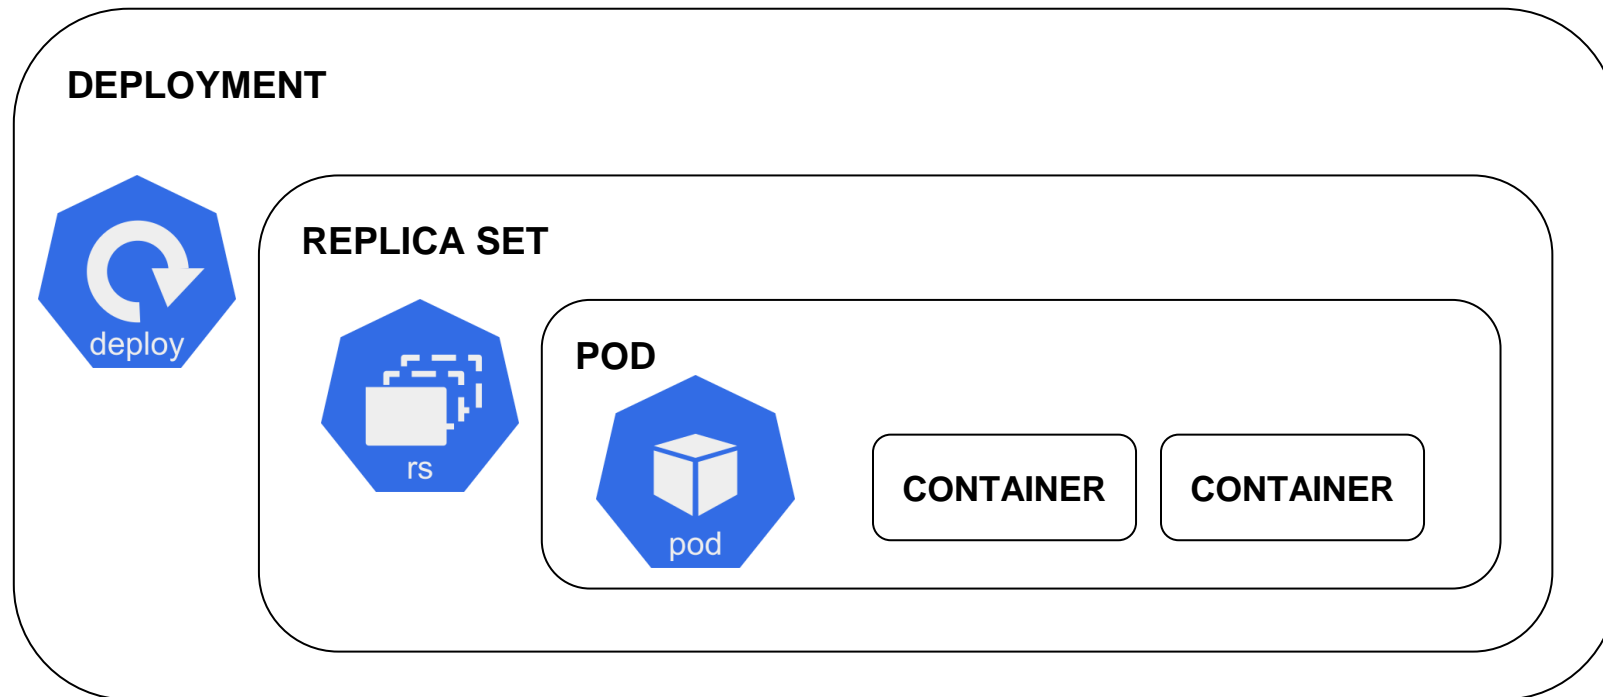 DEPLOYMENT
deploy
REPLICA SET
rs
POD
pod
CONTAINER
CONTAINER